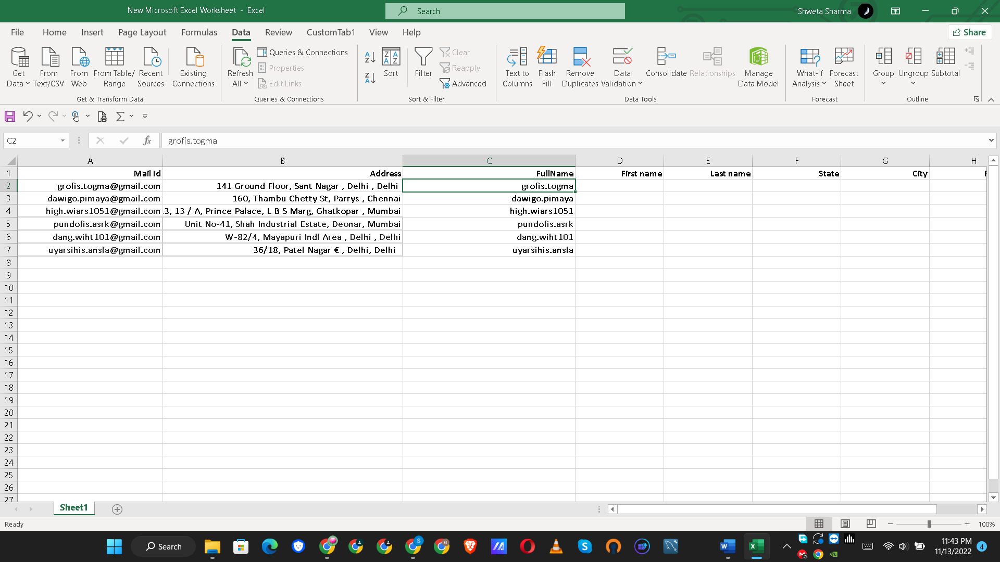 New Microsoft Excel Worksheet - Excel
Search
Shweta Sharma
File Home Insert Page Layout Formulas Data Review CustomTab1 View Help
Share
Get Data
From Text/CSV
From Web
From Table/ Range
Recent Sources
Existing Connections
Get & Transform Data
Refresh All
Queries & Connections
Properties
Edit Links
Queries & Connections
Sort
Filter
Clear
Reapply
Advanced
Sort & Filter
Text to Columns
Flash Fill
Remove Duplicates
Data Validation
Consolidate
Relationships
Manage Data Model
Data Tools
What-If Analysis
Forecast Sheet
Forecast
Group
Ungroup
Subtotal
Outline
C2
fx
grofis.togma
A B C D E F G H
1 Mail Id Address FullName First name Last name State City
2 grofis.togma@gmail.com 141 Ground Floor, Sant Nagar , Delhi , Delhi grofis.togma
3 dawigo.pimaya@gmail.com 160, Thambu Chetty St, Parrys , Chennai dawigo.pimaya
4 high.wiars1051@gmail.com 3, 13 / A, Prince Palace, L B S Marg, Ghatkopar , Mumbai high.wiars1051
5 pundofis.asrk@gmail.com Unit No-41, Shah Industrial Estate, Deonar, Mumbai pundofis.asrk
6 dang.wiht101@gmail.com W-82/4, Mayapuri Indl Area , Delhi , Delhi dang.wiht101
7 uyarsihis.ansla@gmail.com 36/18, Patel Nagar € , Delhi, Delhi uyarsihis.ansla
8
9
10
11
12
13
14
15
16
17
18
19
20
21
22
23
24
25
26
27
Sheet1
Ready
100%
Search
11:43 PM
11/13/2022
4